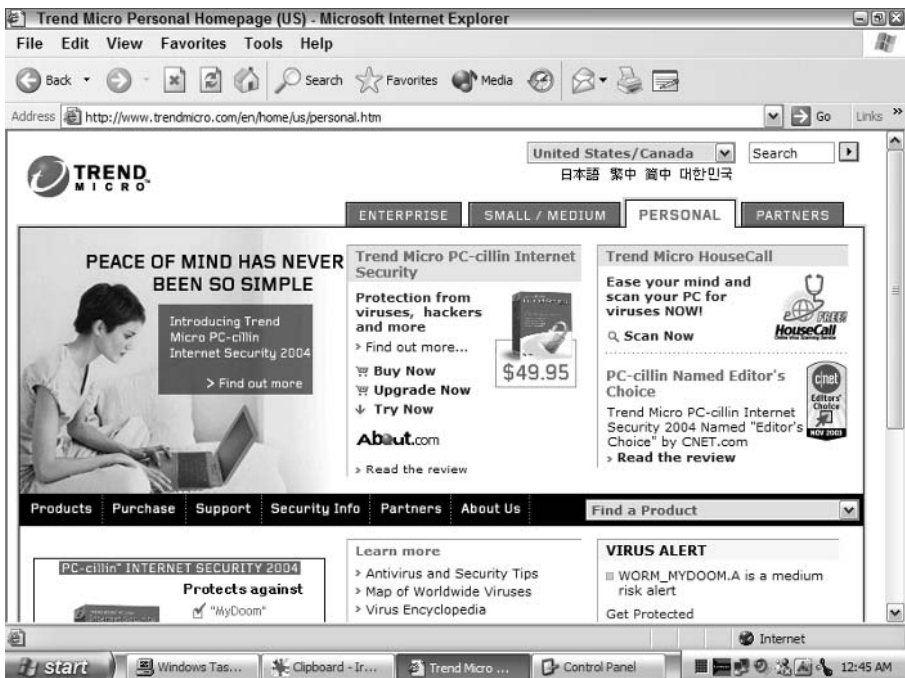 Trend Micro Personal Homepage (US) - Microsoft Internet Explorer
File Edit View Favorites Tools Help
Back Search Favorites Media
Address http://www.trendmicro.com/en/home/us/personal.htm Go Links »
TREND
MICRO
United States/Canada Search
日本語 繁中 简中 대한민국
ENTERPRISE SMALL / MEDIUM PERSONAL PARTNERS
PEACE OF MIND HAS NEVER
BEEN SO SIMPLE
Introducing Trend
Micro PC-cillin
Internet Security 2004
> Find out more
Trend Micro PC-cillin Internet
Security
Protection from
viruses, hackers
and more
> Find out more...
Buy Now
Upgrade Now
Try Now
$49.95
About.com
> Read the review
Trend Micro HouseCall
Ease your mind and
scan your PC for
viruses NOW!
Scan Now
FREE!
HouseCall
PC-cillin Named Editor's
Choice
Trend Micro PC-cillin Internet
Security 2004 Named "Editor's
Choice" by CNET.com
> Read the review
c|net
Editors'
Choice
NOV 2003
Products Purchase Support Security Info Partners About Us
Find a Product
PC-cillin™ INTERNET SECURITY 2004
Protects against
"MyDoom"
Learn more
> Antivirus and Security Tips
> Map of Worldwide Viruses
> Virus Encyclopedia
VIRUS ALERT
WORM_MYDOOM.A is a medium
risk alert
Get Protected
Internet
start Windows Tas... Clipboard - Ir... Trend Micro ... Control Panel 12:45 AM